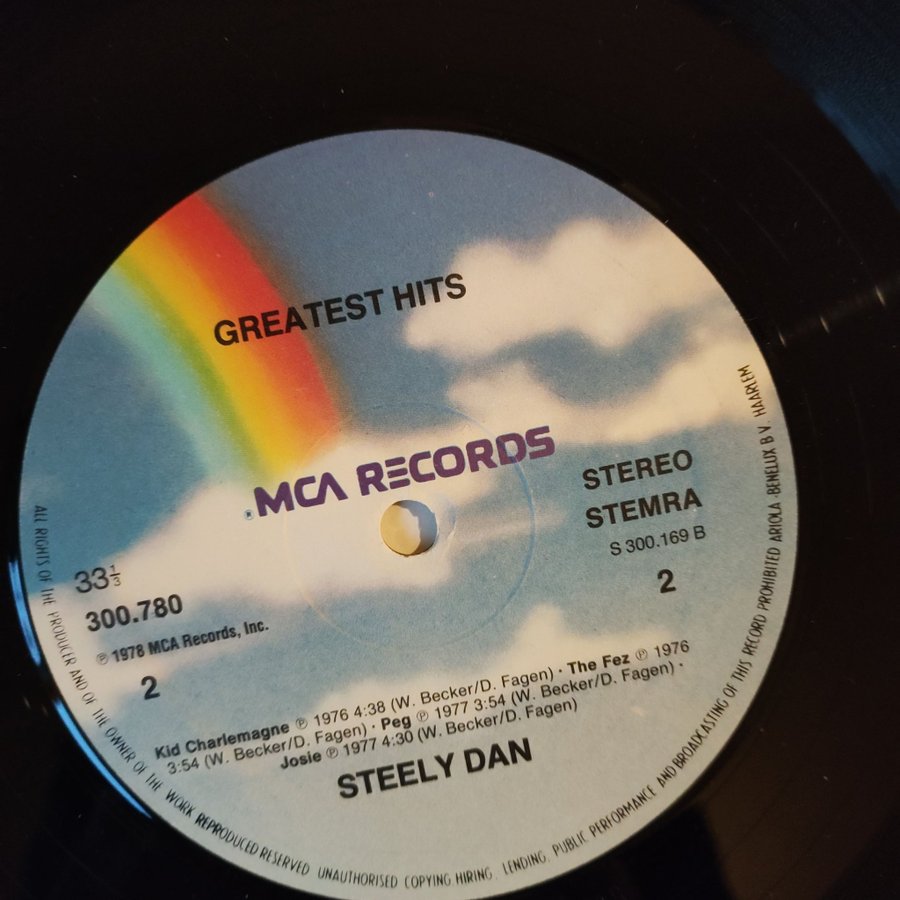 GREATEST HITS
® MCA RECORDS
STEREO
STEMRA
S 300.169 B
2
33⅓
300.780
℗ 1978 MCA Records, Inc.
2
Kid Charlemagne ℗ 1976 4:38 (W. Becker/D. Fagen) · The Fez ℗ 1976
3:54 (W. Becker/D. Fagen) · Peg ℗ 1977 3:54 (W. Becker/D. Fagen) ·
Josie ℗ 1977 4:30 (W. Becker/D. Fagen)
STEELY DAN
ALL RIGHTS OF THE PRODUCER AND OF THE OWNER OF THE WORK REPRODUCED RESERVED UNAUTHORISED COPYING HIRING, LENDING, PUBLIC PERFORMANCE AND BROADCASTING OF THIS RECORD PROHIBITED ARIOLA-BENELUX B V. HAARLEM